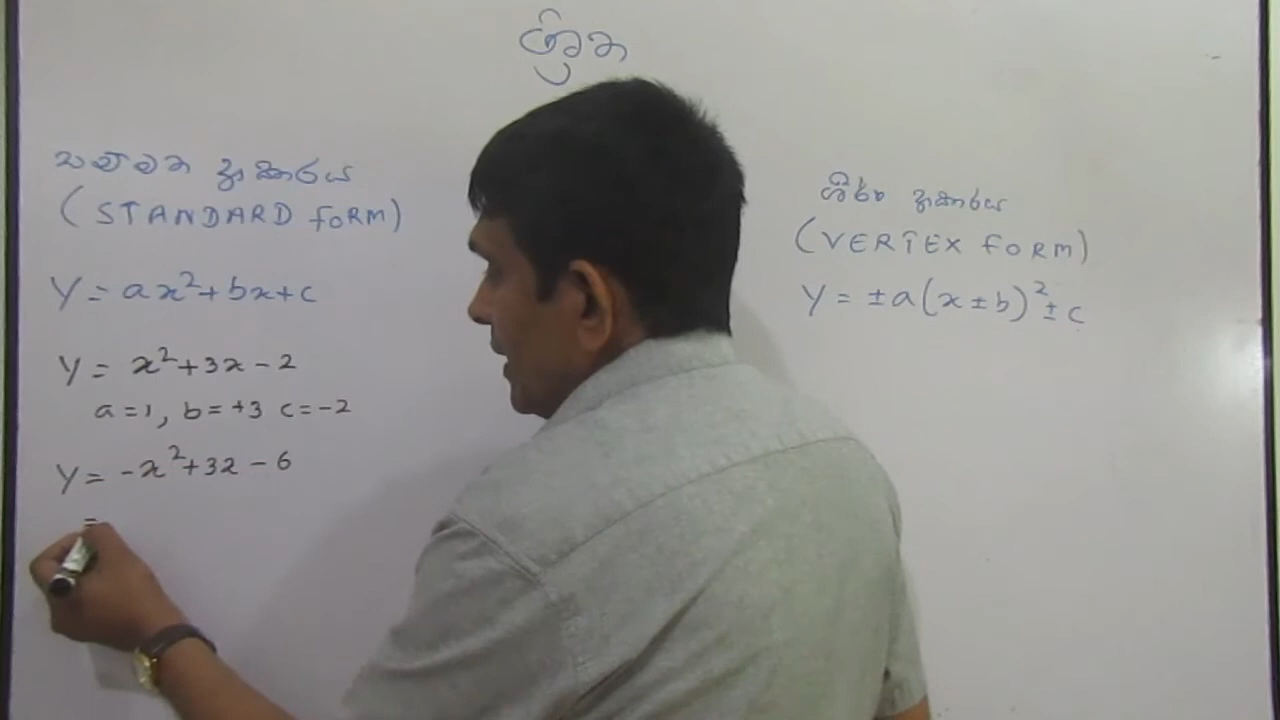 ශ්‍රිත
සම්මත ආකාරය
(STANDARD FORM)
Y = ax²+bx+c
Y = x²+3x-2
a=1, b=+3 c=-2
Y = -x²+3x-6
=
ශීර්ෂ ආකාරය
(VERTEX FORM)
Y = ±a(x±b)²±c